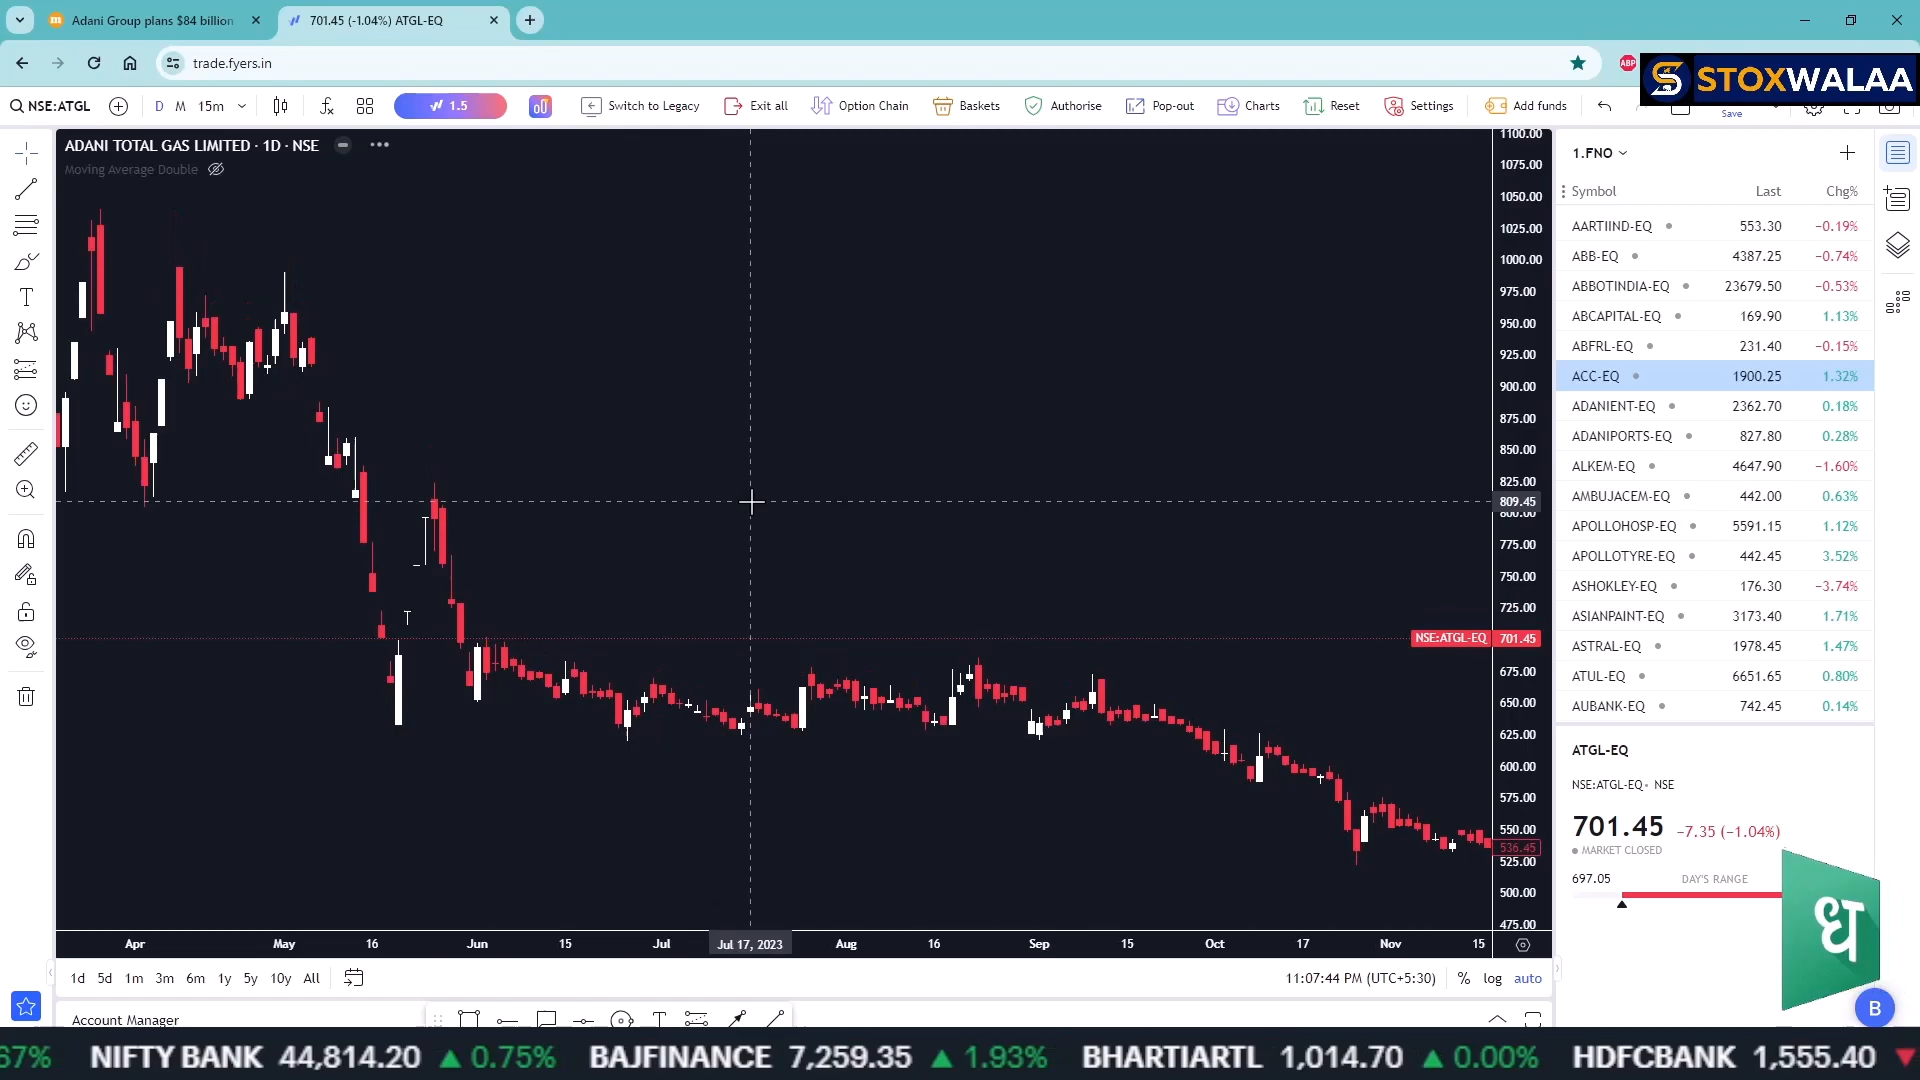 Adani Group plans $84 billion
701.45 (-1.04%) ATGL-EQ
trade.fyers.in
ABP
STOXWALAA
NSE:ATGL D M 15m 1.5 Switch to Legacy Exit all Option Chain Baskets Authorise Pop-out Charts Reset Settings Add funds Save
ADANI TOTAL GAS LIMITED · 1D · NSE
Moving Average Double
1100.00
1075.00
1050.00
1025.00
1000.00
975.00
950.00
925.00
900.00
875.00
850.00
825.00
809.45
800.00
775.00
750.00
725.00
NSE:ATGL-EQ 701.45
675.00
650.00
625.00
600.00
575.00
550.00
536.45
525.00
500.00
475.00
Apr May 16 Jun 15 Jul Jul 17, 2023 Aug 16 Sep 15 Oct 17 Nov 15
1d 5d 1m 3m 6m 1y 5y 10y All 11:07:44 PM (UTC+5:30) % log auto
Account Manager
1.FNO
Symbol Last Chg%
AARTIIND-EQ 553.30 −0.19%
ABB-EQ 4387.25 −0.74%
ABBOTINDIA-EQ 23679.50 −0.53%
ABCAPITAL-EQ 169.90 1.13%
ABFRL-EQ 231.40 −0.15%
ACC-EQ 1900.25 1.32%
ADANIENT-EQ 2362.70 0.18%
ADANIPORTS-EQ 827.80 0.28%
ALKEM-EQ 4647.90 −1.60%
AMBUJACEM-EQ 442.00 0.63%
APOLLOHOSP-EQ 5591.15 1.12%
APOLLOTYRE-EQ 442.45 3.52%
ASHOKLEY-EQ 176.30 −3.74%
ASIANPAINT-EQ 3173.40 1.71%
ASTRAL-EQ 1978.45 1.47%
ATUL-EQ 6651.65 0.80%
AUBANK-EQ 742.45 0.14%
ATGL-EQ
NSE:ATGL-EQ • NSE
701.45 −7.35 (−1.04%)
MARKET CLOSED
697.05 DAY'S RANGE
B
67% NIFTY BANK 44,814.20 ▲ 0.75% BAJFINANCE 7,259.35 ▲ 1.93% BHARTIARTL 1,014.70 ▲ 0.00% HDFCBANK 1,555.40 ▼